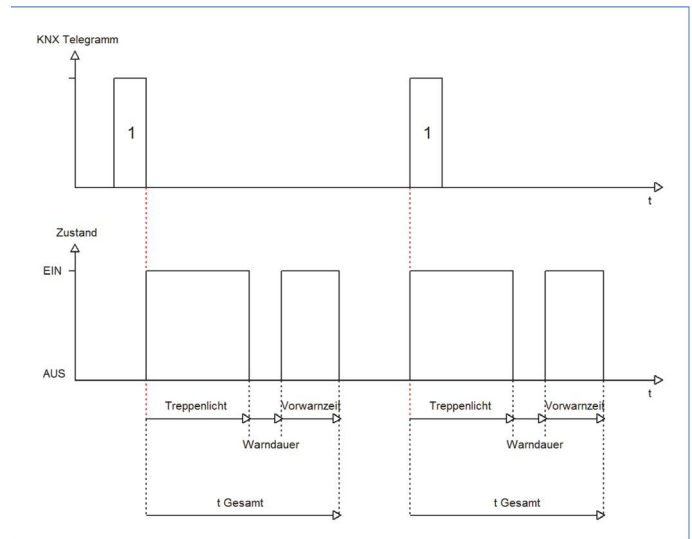 KNX Telegramm
1
1
t
Zustand
EIN
AUS
t
Treppenlicht
Vorwarnzeit
Treppenlicht
Vorwarnzeit
Warndauer
Warndauer
t Gesamt
t Gesamt